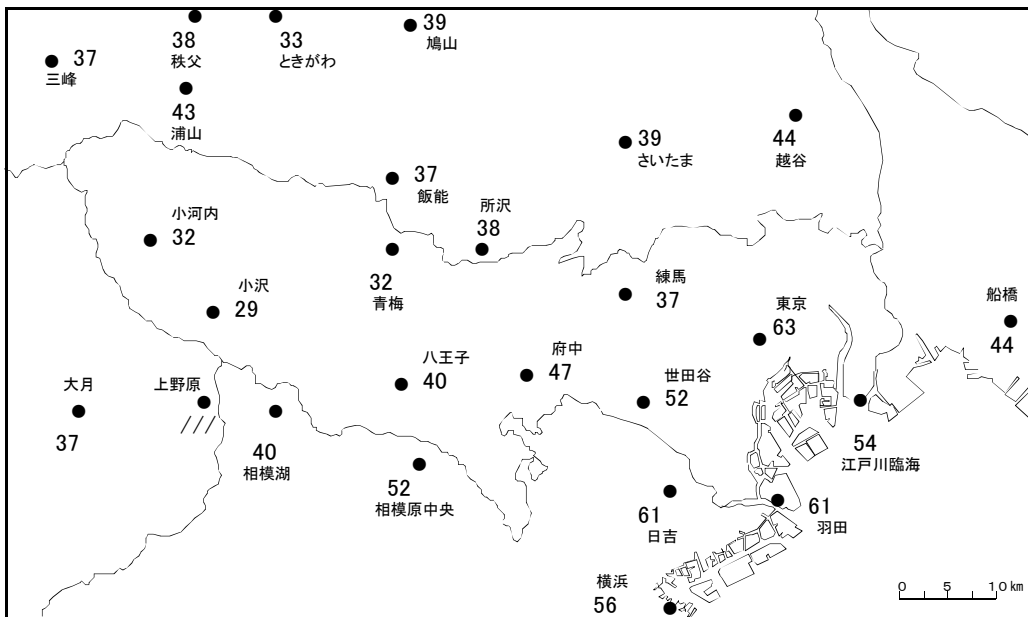 39
鳩山
38
秩父
33
ときがわ
37
三峰
43
浦山
44
越谷
39
さいたま
37
飯能
所沢
38
小河内
32
32
青梅
小沢
29
練馬
37
東京
63
船橋
44
大月
37
上野原
///
40
相模湖
八王子
40
府中
47
世田谷
52
54
江戸川臨海
52
相模原中央
61
日吉
61
羽田
横浜
56
0 5 10km